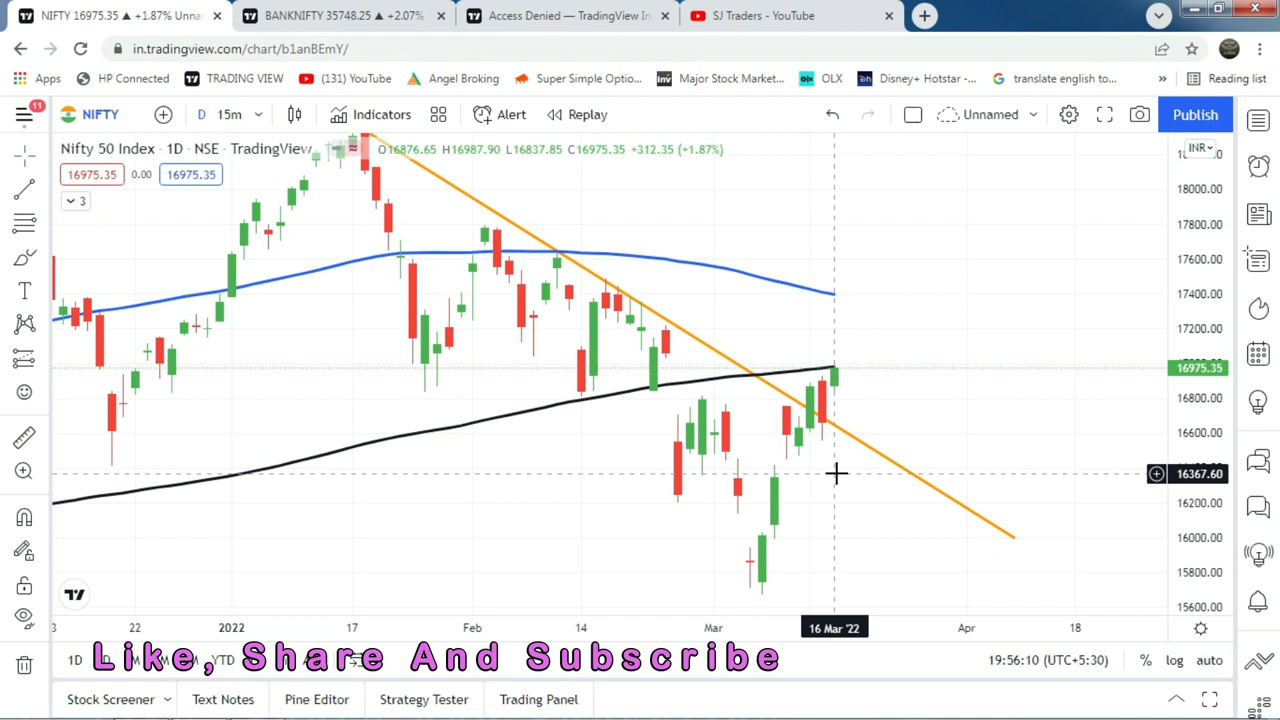 NIFTY 16975.35 ▲ +1.87% Unnar
BANKNIFTY 35748.25 ▲ +2.07%
Access Denied — TradingView In
SJ Traders - YouTube
in.tradingview.com/chart/b1anBEmY/
Apps HP Connected TRADING VIEW (131) YouTube Angel Broking Super Simple Optio... Major Stock Market... OLX Disney+ Hotstar -... translate english to... » Reading list
11 NIFTY D 15m Indicators Alert Replay Unnamed Publish
Nifty 50 Index · 1D · NSE · TradingView O16876.65 H16987.90 L16837.85 C16975.35 +312.35 (+1.87%)
INR
16975.35 0.00 16975.35
3
18000.00
17800.00
17600.00
17400.00
17200.00
16975.35
16800.00
16600.00
16367.60
16200.00
16000.00
15800.00
15600.00
22 2022 17 Feb 14 Mar 16 Mar '22 Apr 18
1D YTD 19:56:10 (UTC+5:30) % log auto
Like, Share And Subscribe
Stock Screener Text Notes Pine Editor Strategy Tester Trading Panel